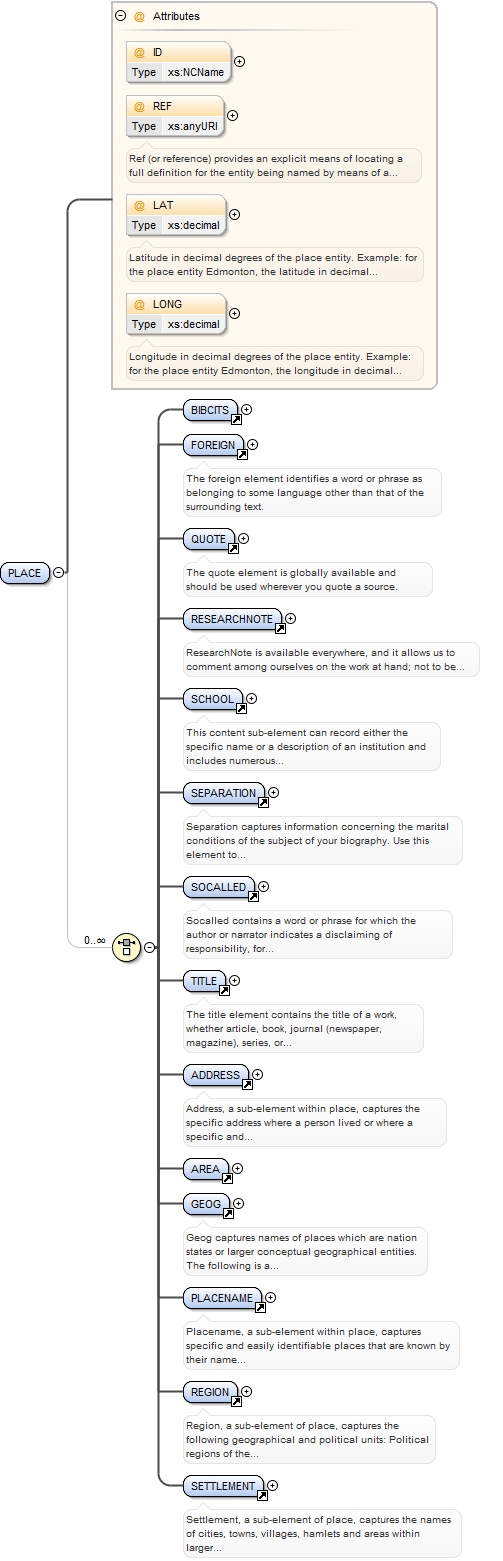 Attributes
@ ID
Type xs:NCName
@ REF
Type xs:anyURI
Ref (or reference) provides an explicit means of locating a
full definition for the entity being named by means of a...
@ LAT
Type xs:decimal
Latitude in decimal degrees of the place entity. Example: for
the place entity Edmonton, the latitude in decimal...
@ LONG
Type xs:decimal
Longitude in decimal degrees of the place entity. Example:
for the place entity Edmonton, the longitude in decimal...
BIBCITS
FOREIGN
The foreign element identifies a word or phrase as
belonging to some language other than that of the
surrounding text.
QUOTE
PLACE
The quote element is globally available and
should be used wherever you quote a source.
RESEARCHNOTE
ResearchNote is available everywhere, and it allows us to
comment among ourselves on the work at hand; not to be...
SCHOOL
This content sub-element can record either the
specific name or a description of an institution and
includes numerous...
SEPARATION
Separation captures information concerning the marital
conditions of the subject of your biography. Use this
element to...
SOCALLED
Socalled contains a word or phrase for which the
author or narrator indicates a disclaiming of
responsibility, for...
0..∞
TITLE
The title element contains the title of a work,
whether article, book, journal (newspaper,
magazine), series, or...
ADDRESS
Address, a sub-element within place, captures the
specific address where a person lived or where a
specific and...
AREA
GEOG
Geog captures names of places which are nation
states or larger conceptual geographical entities.
The following is a...
PLACENAME
Placename, a sub-element within place, captures
specific and easily identifiable places that are known by
their name...
REGION
Region, a sub-element of place, captures the
following geographical and political units: Political
regions of the...
SETTLEMENT
Settlement, a sub-element of place, captures the names
of cities, towns, villages, hamlets and areas within
larger...